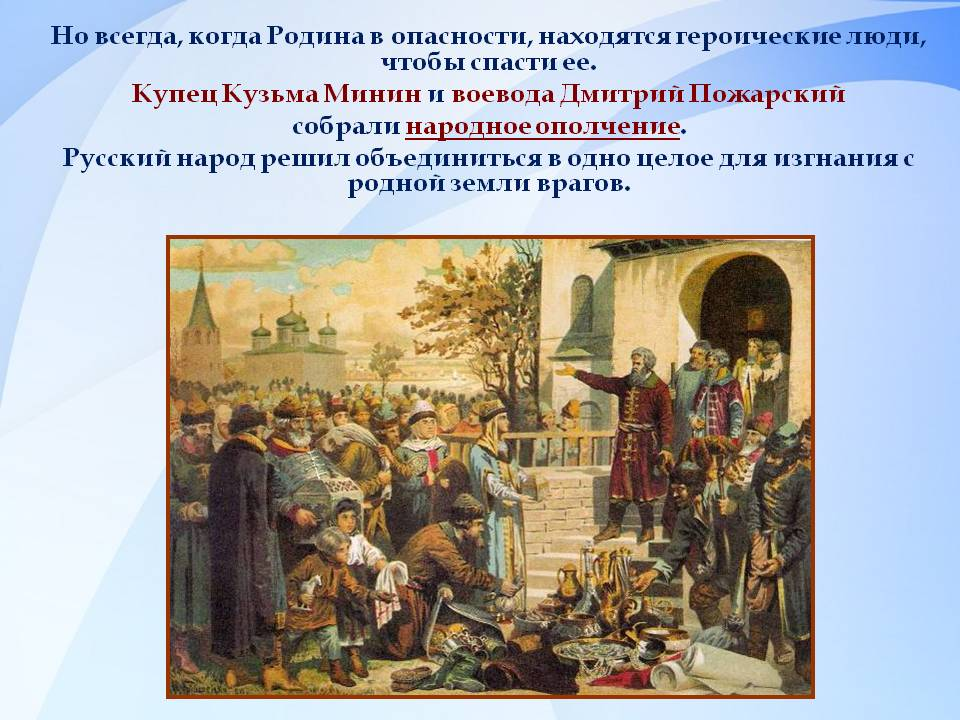 Но всегда, когда Родина в опасности, находятся героические люди,
чтобы спасти ее.
Купец Кузьма Минин и воевода Дмитрий Пожарский
собрали народное ополчение.
Русский народ решил объединиться в одно целое для изгнания с
родной земли врагов.